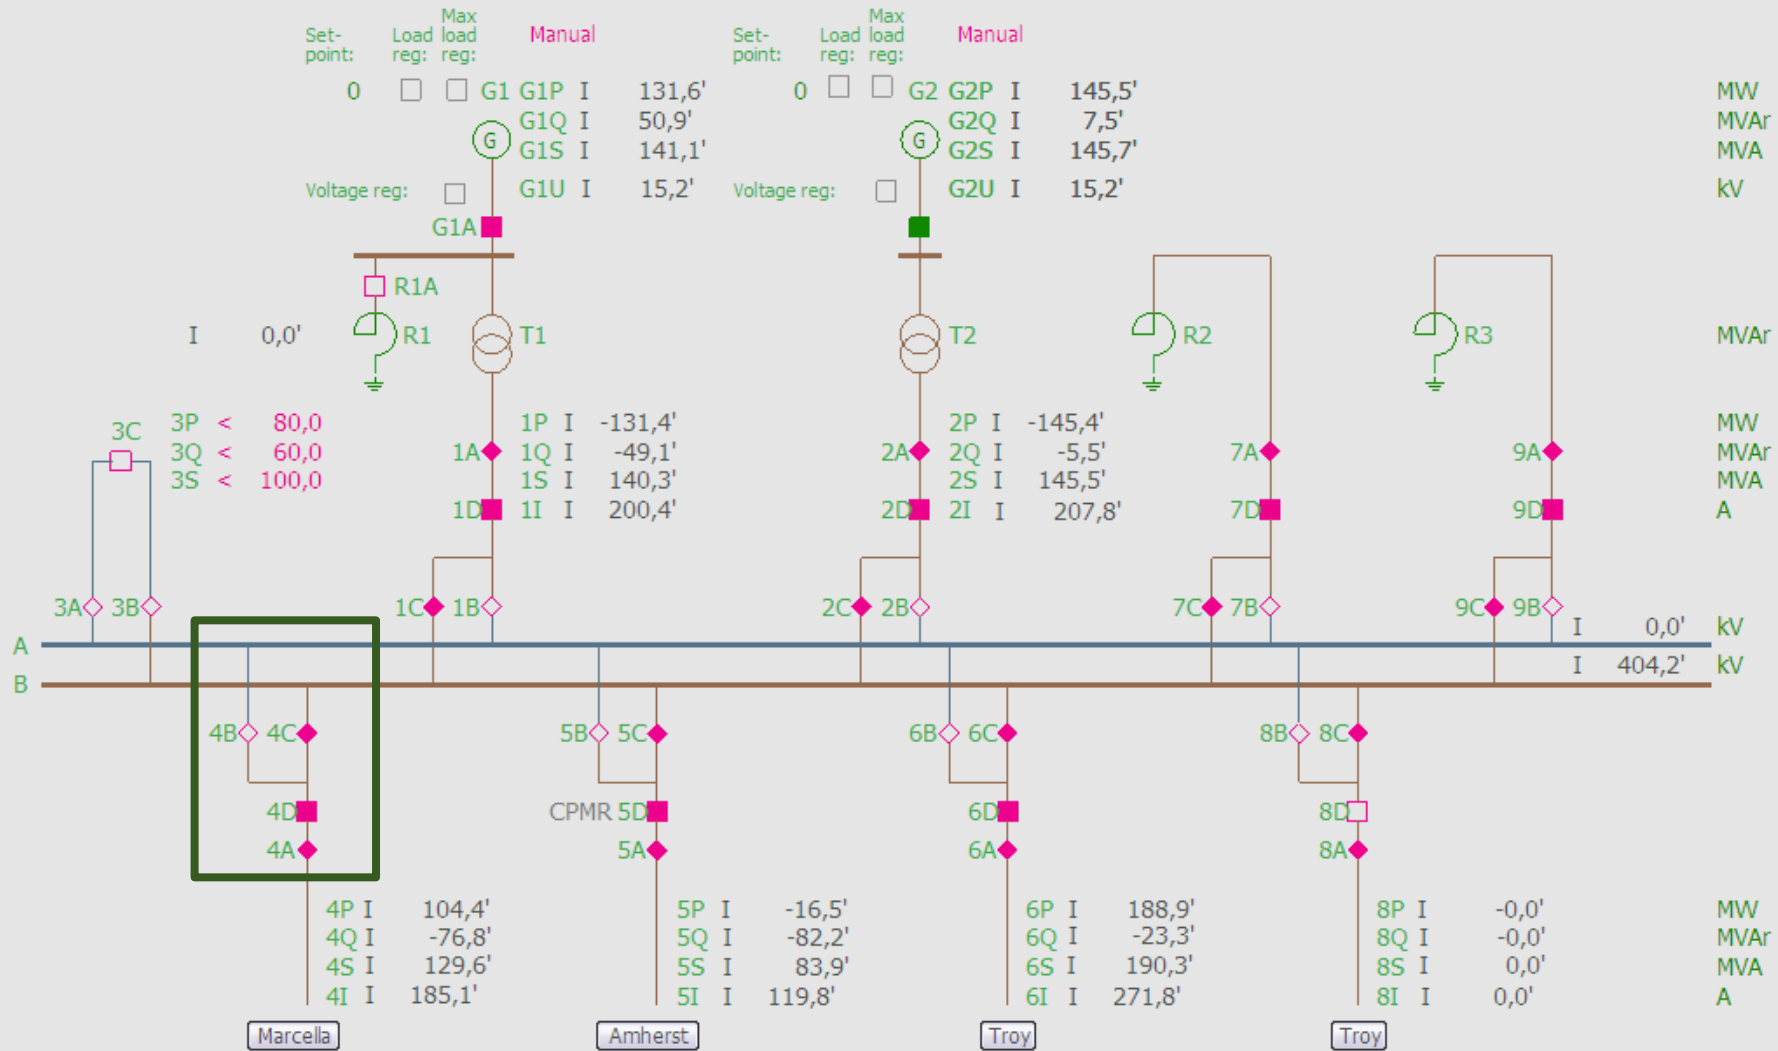 Set-point: Load reg: Max load reg: Manual Set-point: Load reg: Max load reg: Manual
0 G1 G1P I 131,6' 0 G2 G2P I 145,5' MW
G1Q I 50,9' G2Q I 7,5' MVAr
G G1S I 141,1' G G2S I 145,7' MVA
Voltage reg: G1U I 15,2' Voltage reg: G2U I 15,2' kV
G1A
R1A
I 0,0' R1 T1 T2 R2 R3 MVAr
3P < 80,0 1P I -131,4' 2P I -145,4' MW
3C 3Q < 60,0 1A 1Q I -49,1' 2A 2Q I -5,5' 7A 9A MVAr
3S < 100,0 1S I 140,3' 2S I 145,5' MVA
1D 1I I 200,4' 2D 2I I 207,8' 7D 9D A
3A 3B 1C 1B 2C 2B 7C 7B 9C 9B
A I 0,0' kV
B I 404,2' kV
4B 4C 5B 5C 6B 6C 8B 8C
4D CPMR 5D 6D 8D
4A 5A 6A 8A
4P I 104,4' 5P I -16,5' 6P I 188,9' 8P I -0,0' MW
4Q I -76,8' 5Q I -82,2' 6Q I -23,3' 8Q I -0,0' MVAr
4S I 129,6' 5S I 83,9' 6S I 190,3' 8S I 0,0' MVA
4I I 185,1' 5I I 119,8' 6I I 271,8' 8I I 0,0' A
Marcella Amherst Troy Troy